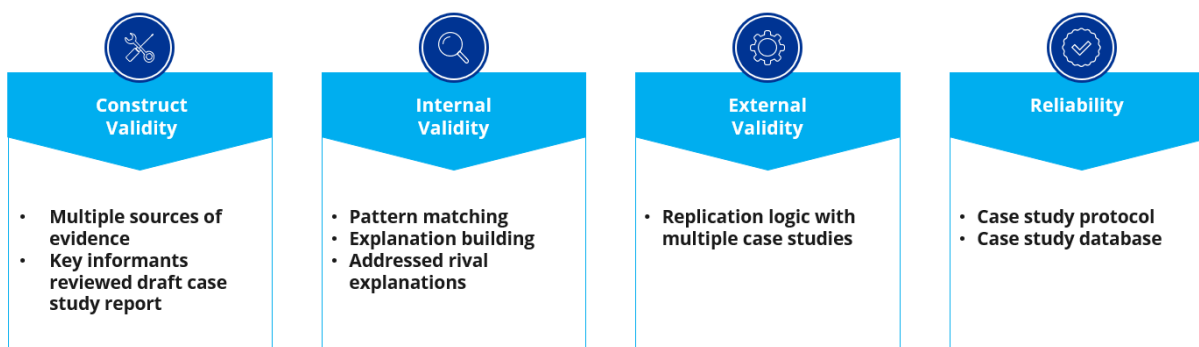 Construct
Validity
• Multiple sources of
evidence
• Key informants
reviewed draft case
study report
Internal
Validity
• Pattern matching
• Explanation building
• Addressed rival
explanations
External
Validity
• Replication logic with
multiple case studies
Reliability
• Case study protocol
• Case study database